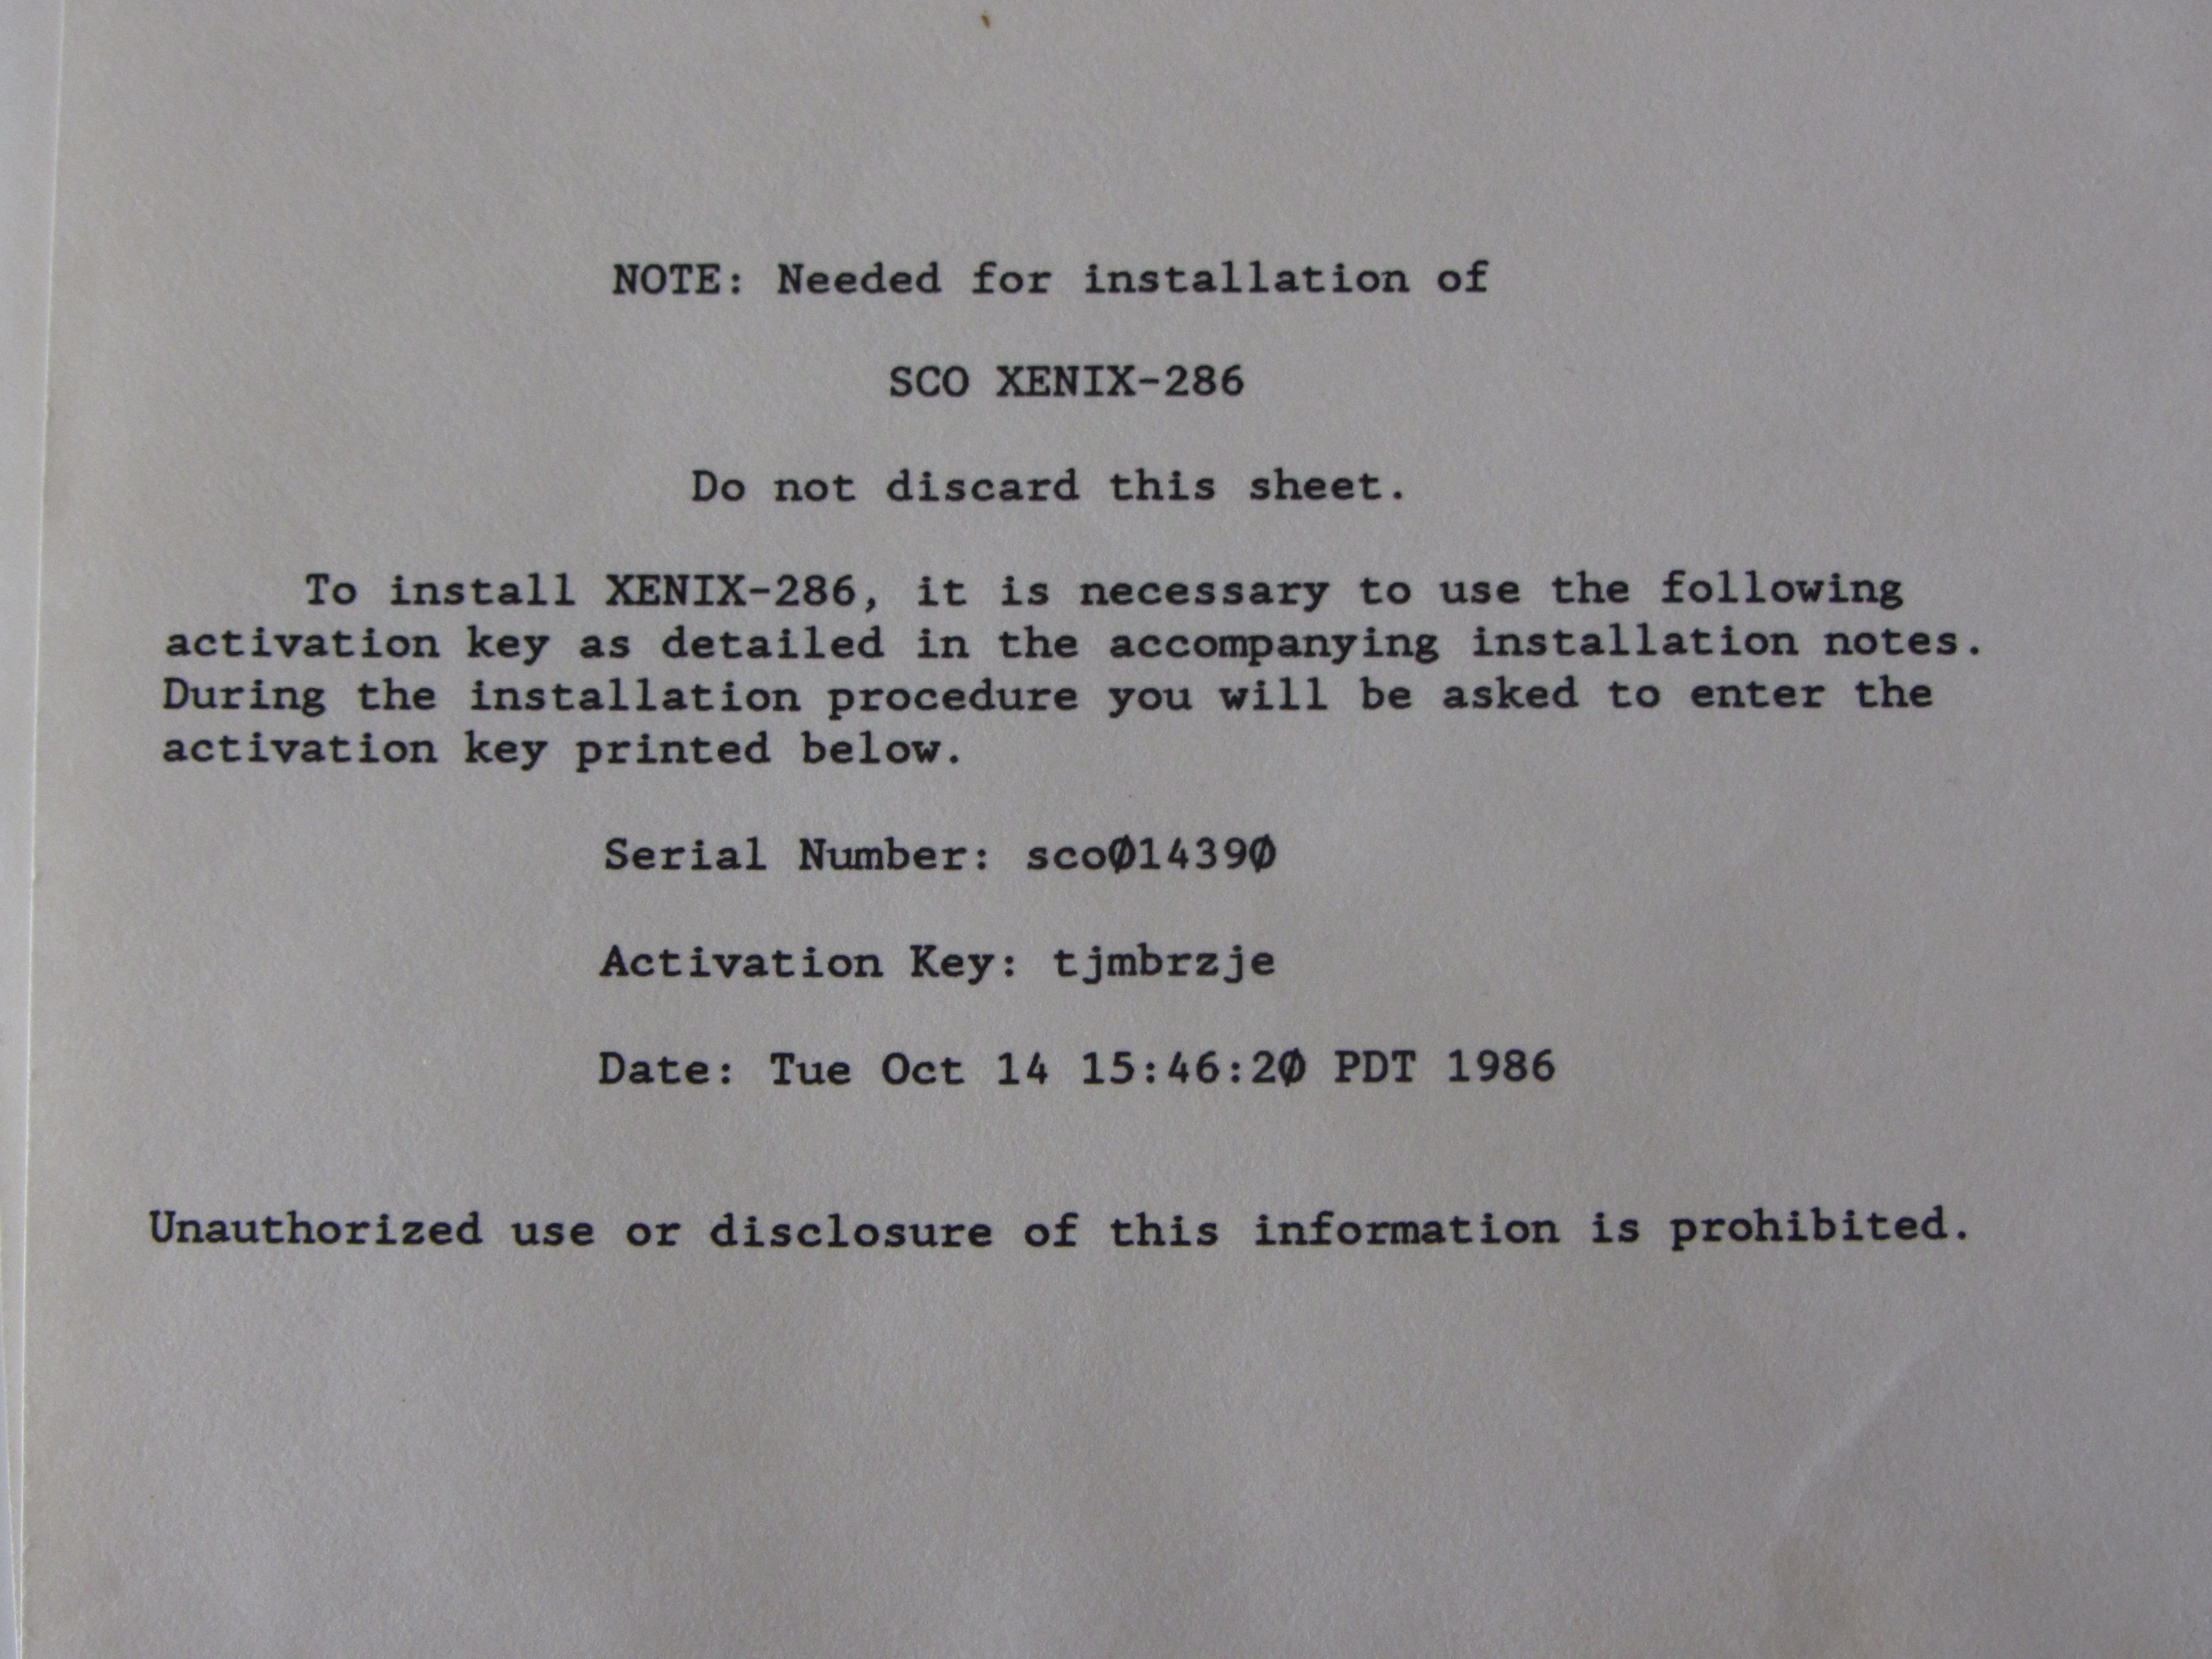 NOTE: Needed for installation of
SCO XENIX-286
Do not discard this sheet.
To install XENIX-286, it is necessary to use the following
activation key as detailed in the accompanying installation notes.
During the installation procedure you will be asked to enter the
activation key printed below.
Serial Number: sco014390
Activation Key: tjmbrzje
Date: Tue Oct 14 15:46:20 PDT 1986
Unauthorized use or disclosure of this information is prohibited.